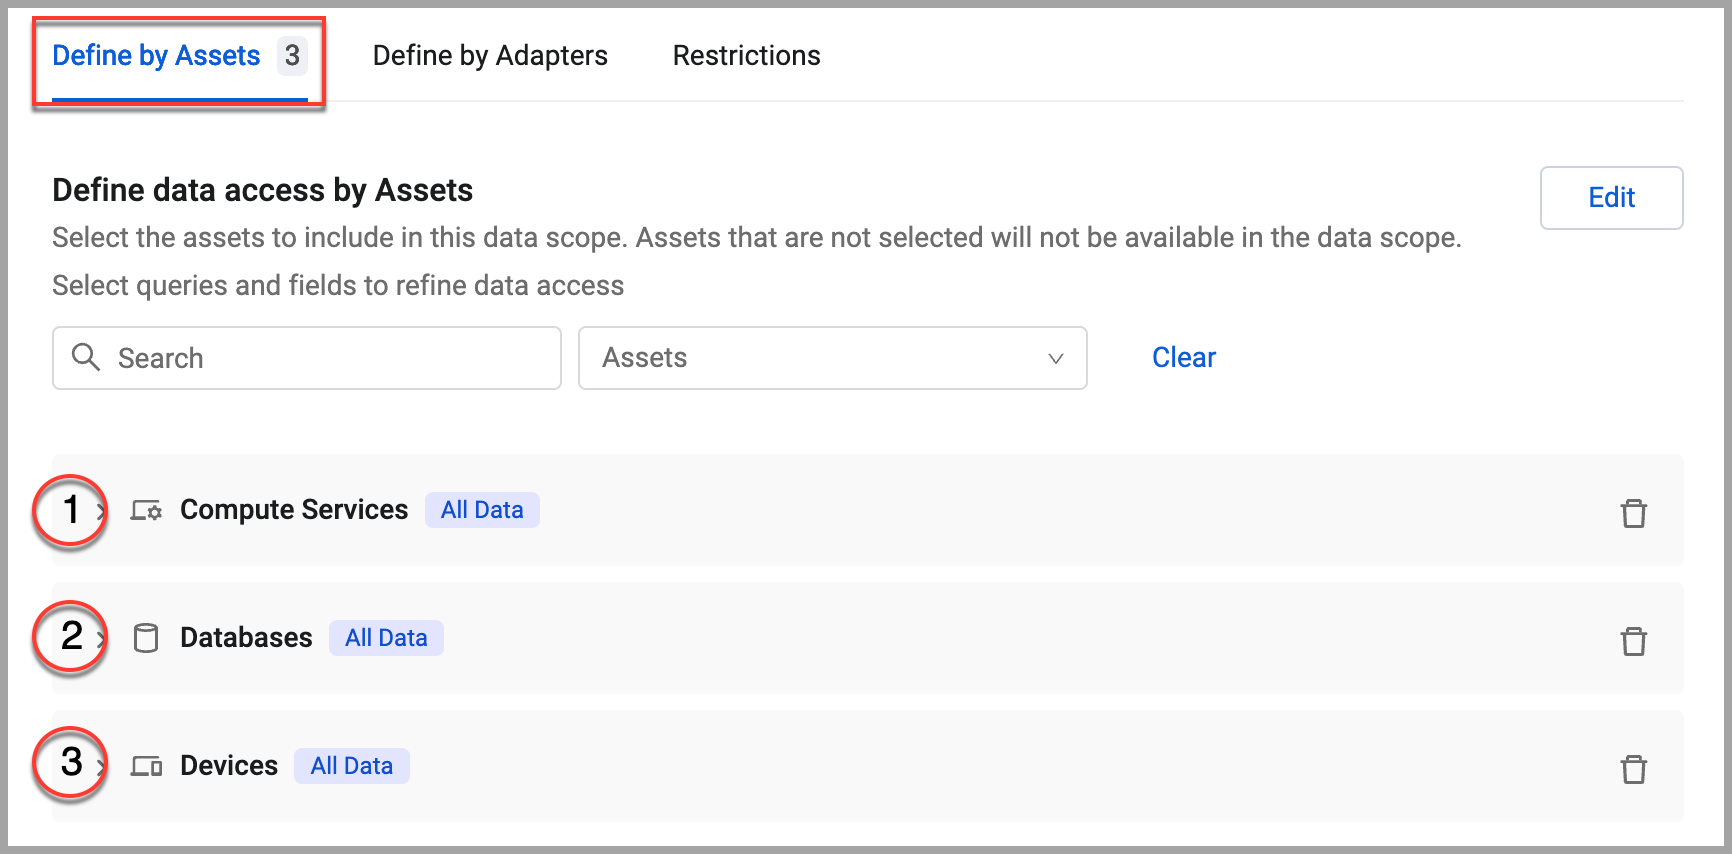 Define by Assets 3 Define by Adapters Restrictions
Define data access by Assets
Edit
Select the assets to include in this data scope. Assets that are not selected will not be available in the data scope.
Select queries and fields to refine data access
Search Assets Clear
1 Compute Services All Data
2 Databases All Data
3 Devices All Data